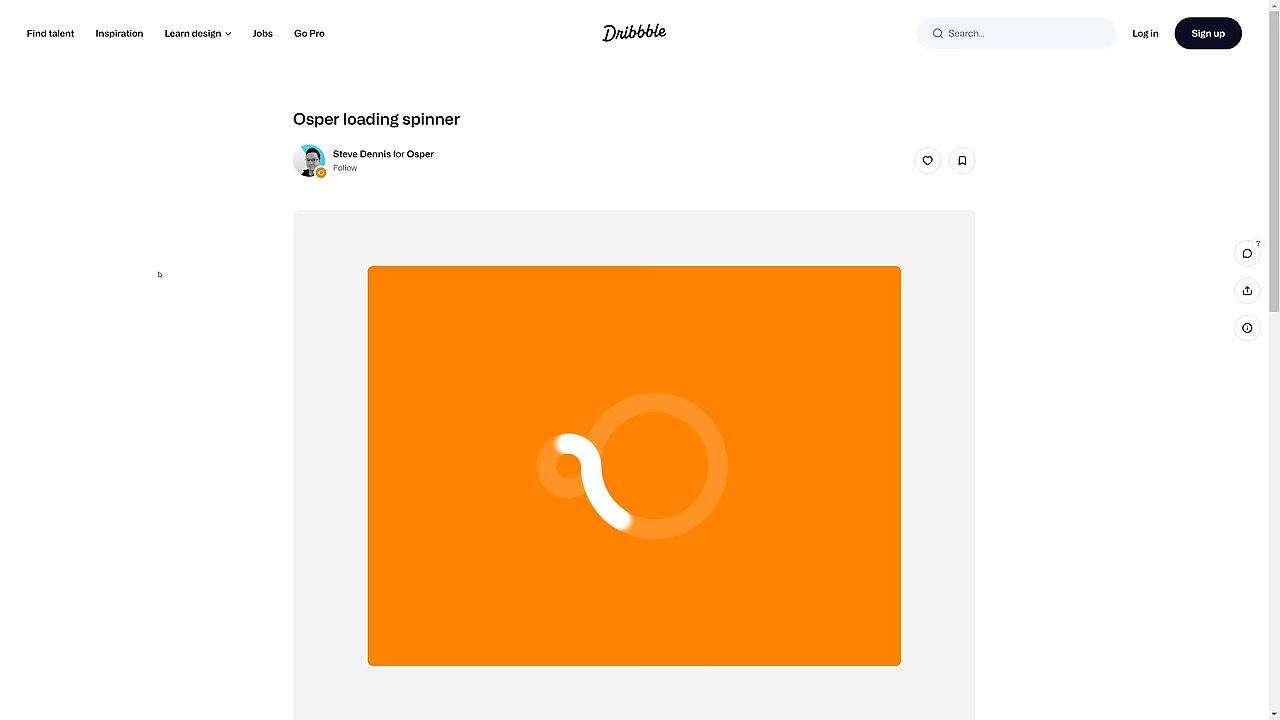 Find talent
Inspiration
Learn design
Jobs
Go Pro
Dribbble
Search...
Log in
Sign up
Osper loading spinner
Steve Dennis for Osper
Follow
7